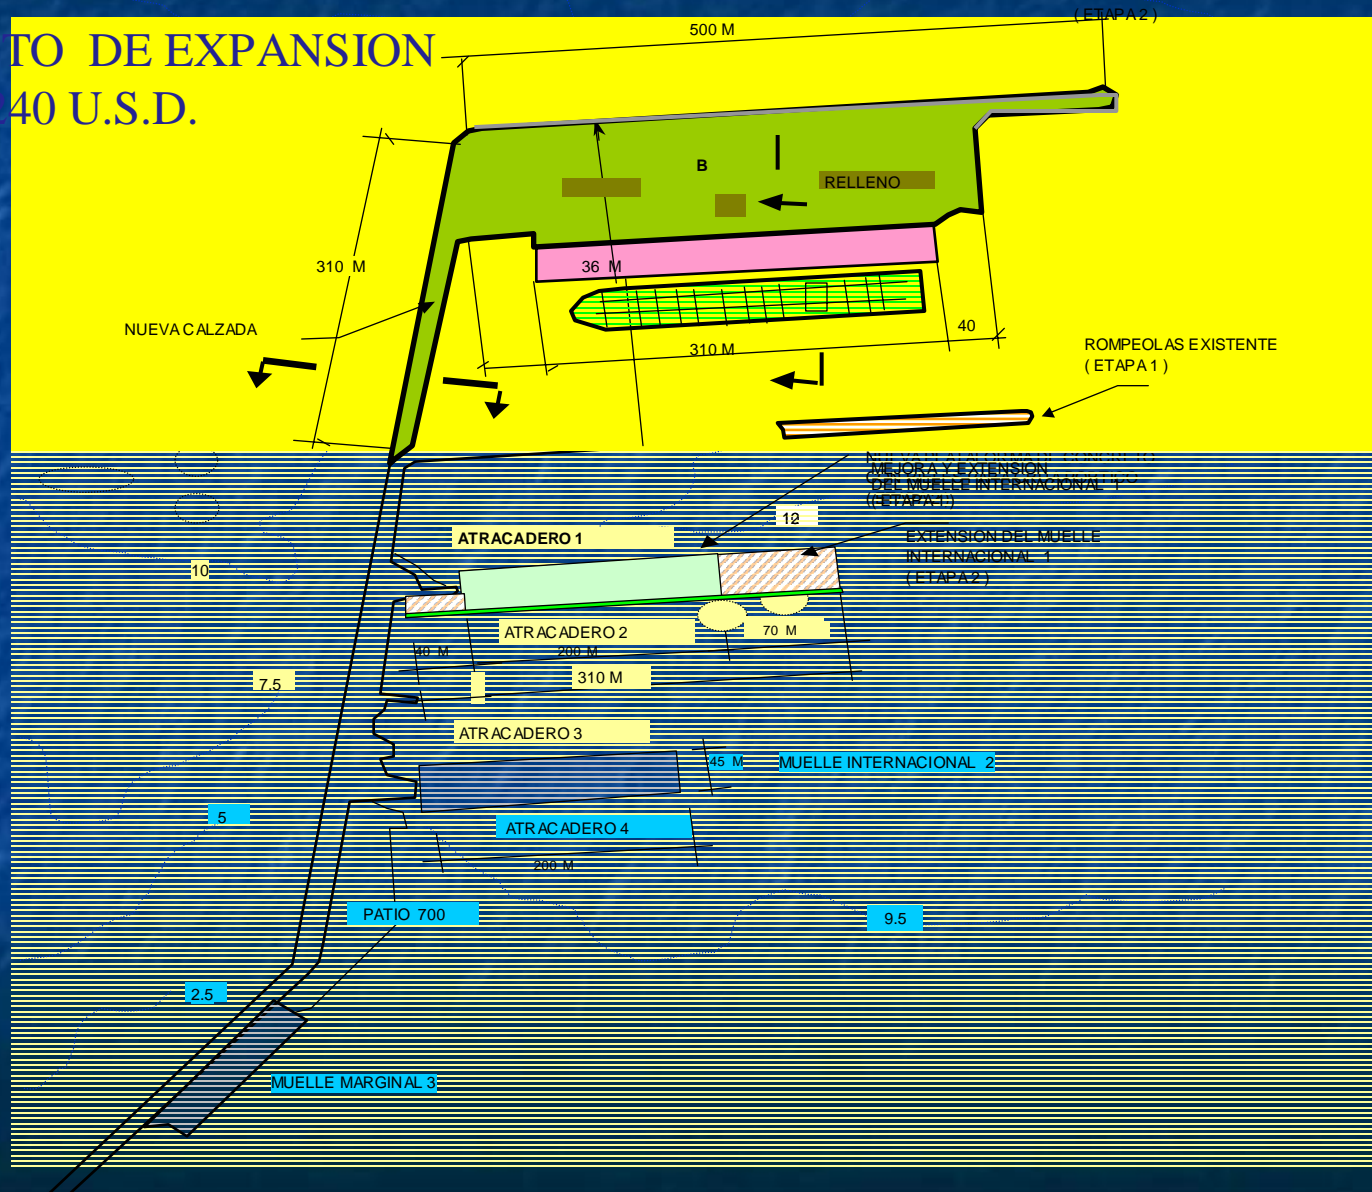 ( ETAPA 2 )
500 M
TO DE EXPANSION
40 U.S.D.
B
RELLENO
310 M
36 M
NUEVA CALZADA
40
310 M
ROMPEOLAS EXISTENTE
( ETAPA 1 )
MEJORA Y EXTENSION
DEL MUELLE INTERNACIONAL 1
( ETAPA 1 )
12
ATRACADERO 1
EXTENSION DEL MUELLE
INTERNACIONAL 1
( ETAPA 2 )
10
ATRACADERO 2
70 M
40 M
200 M
310 M
7.5
ATRACADERO 3
45 M
MUELLE INTERNACIONAL 2
5
ATRACADERO 4
200 M
PATIO 700
9.5
2.5
MUELLE MARGINAL 3